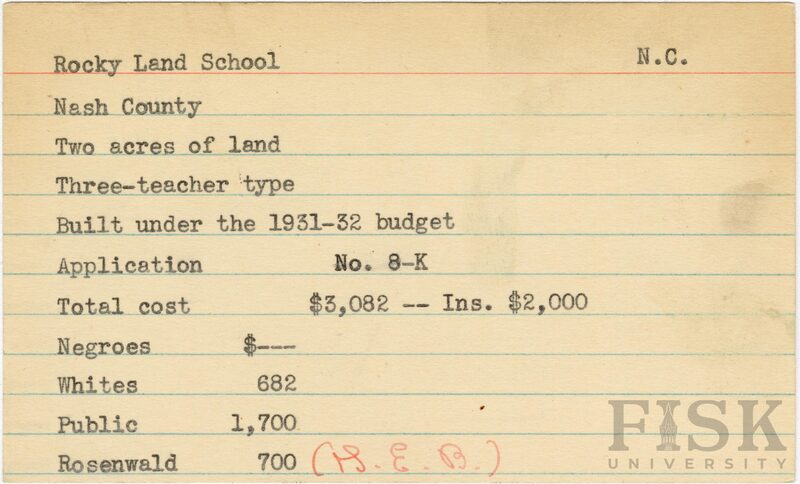 Rocky Land School N.C.
Nash County
Two acres of land
Three-teacher type
Built under the 1931-32 budget
Application No. 8-K
Total cost $3,082 -- Ins. $2,000
Negroes $---
Whites 682
Public 1,700
Rosenwald 700 (G.E.B.)
FISK
UNIVERSITY